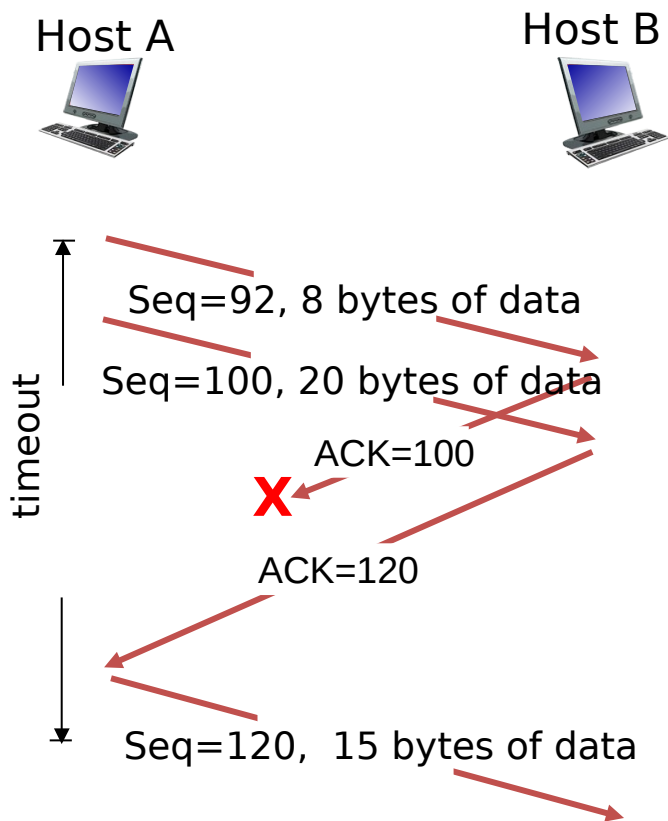 Host A
Host B
Seq=92, 8 bytes of data
Seq=100, 20 bytes of data
timeout
ACK=100
X
ACK=120
Seq=120, 15 bytes of data